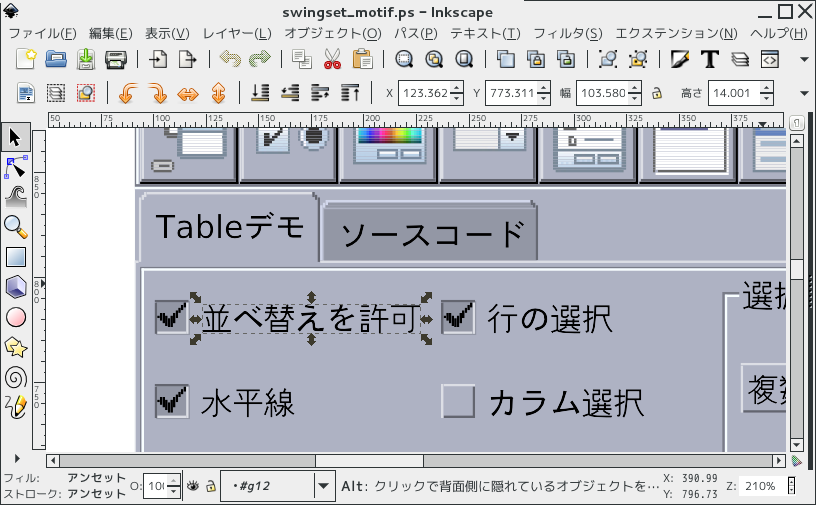 swingset_motif.ps – Inkscape
ファイル(F) 編集(E) 表示(V) レイヤー(L) オブジェクト(O) パス(P) テキスト(T) フィルタ(S) エクステンション(N) ヘルプ(H)
X 123.362 Y 773.311 幅 103.580 高さ 14.001
50 75 100 125 150 175 200 225 250 275 300 325 350 375
850
800
750
Tableデモ ソースコード
並べ替えを許可 行の選択 選択
水平線 カラム選択 複数
フィル: アンセット
ストローク: アンセット
O: 100
・#g12
Alt: クリックで背面側に隠れているオブジェクトを…
X: 390.99
Y: 796.73
Z: 210%